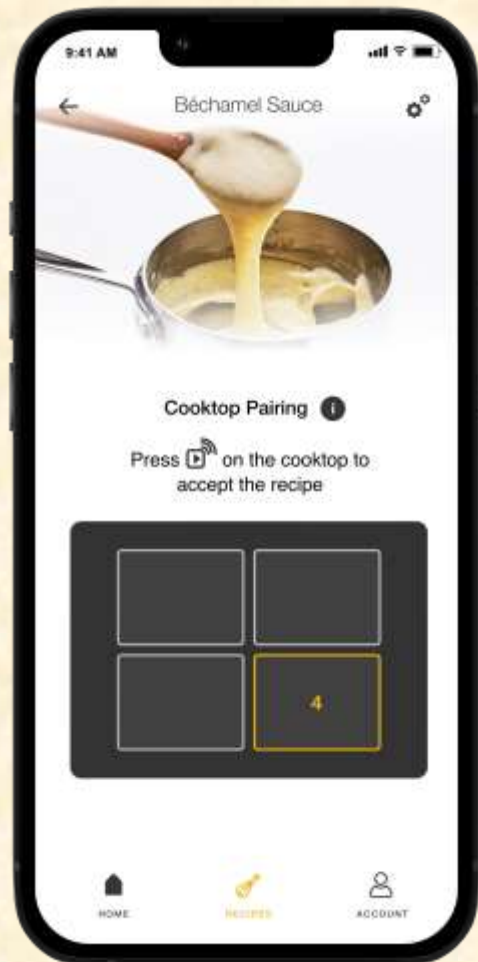 9:41 AM
Béchamel Sauce
Cooktop Pairing i
Press on the cooktop to
accept the recipe
4
HOME
RECIPES
ACCOUNT